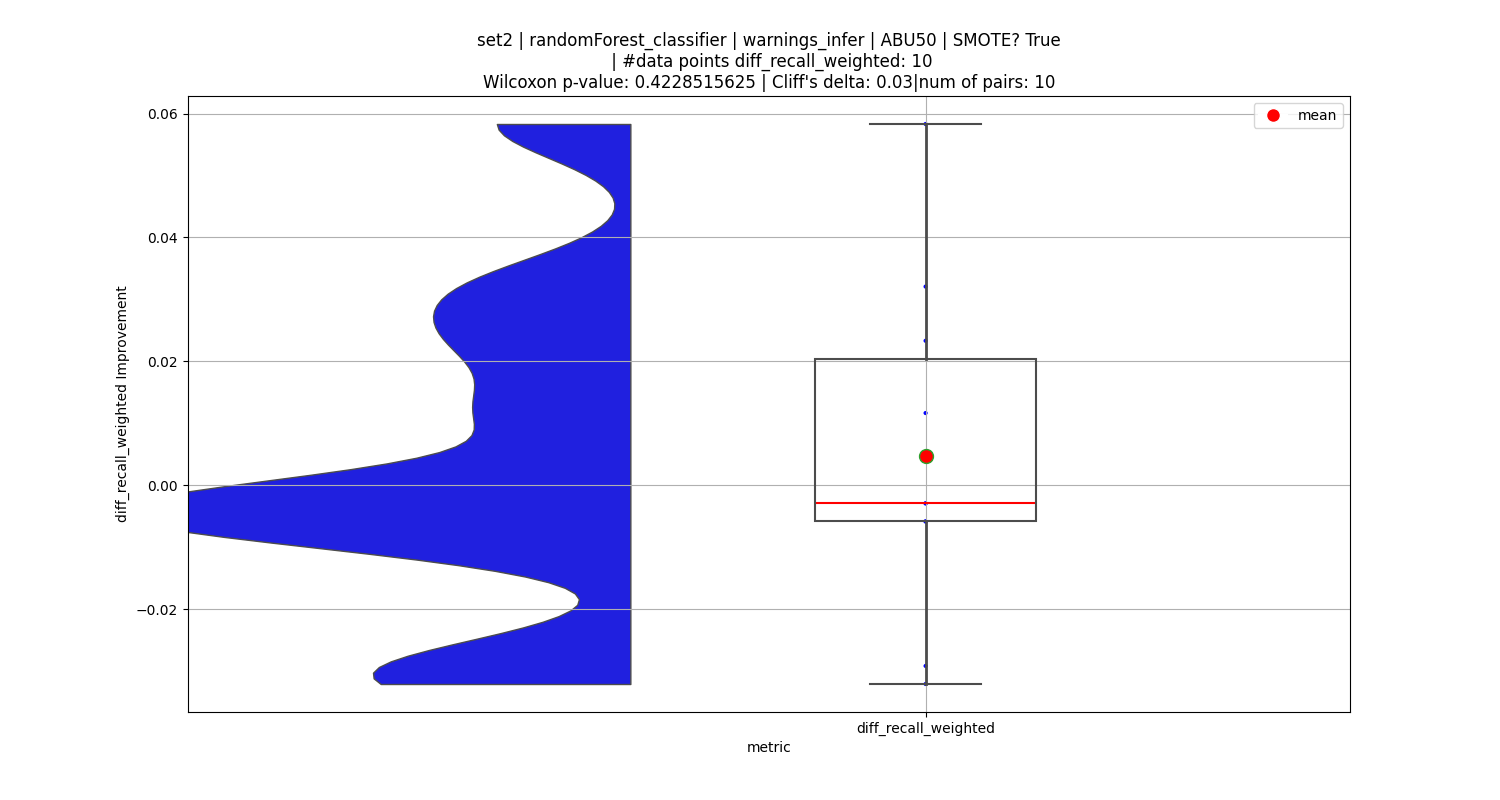 set2 | randomForest_classifier | warnings_infer | ABU50 | SMOTE? True
| #data points diff_recall_weighted: 10
Wilcoxon p-value: 0.4228515625 | Cliff's delta: 0.03|num of pairs: 10
mean
0.06
0.04
0.02
0.00
−0.02
diff_recall_weighted Improvement
diff_recall_weighted
metric